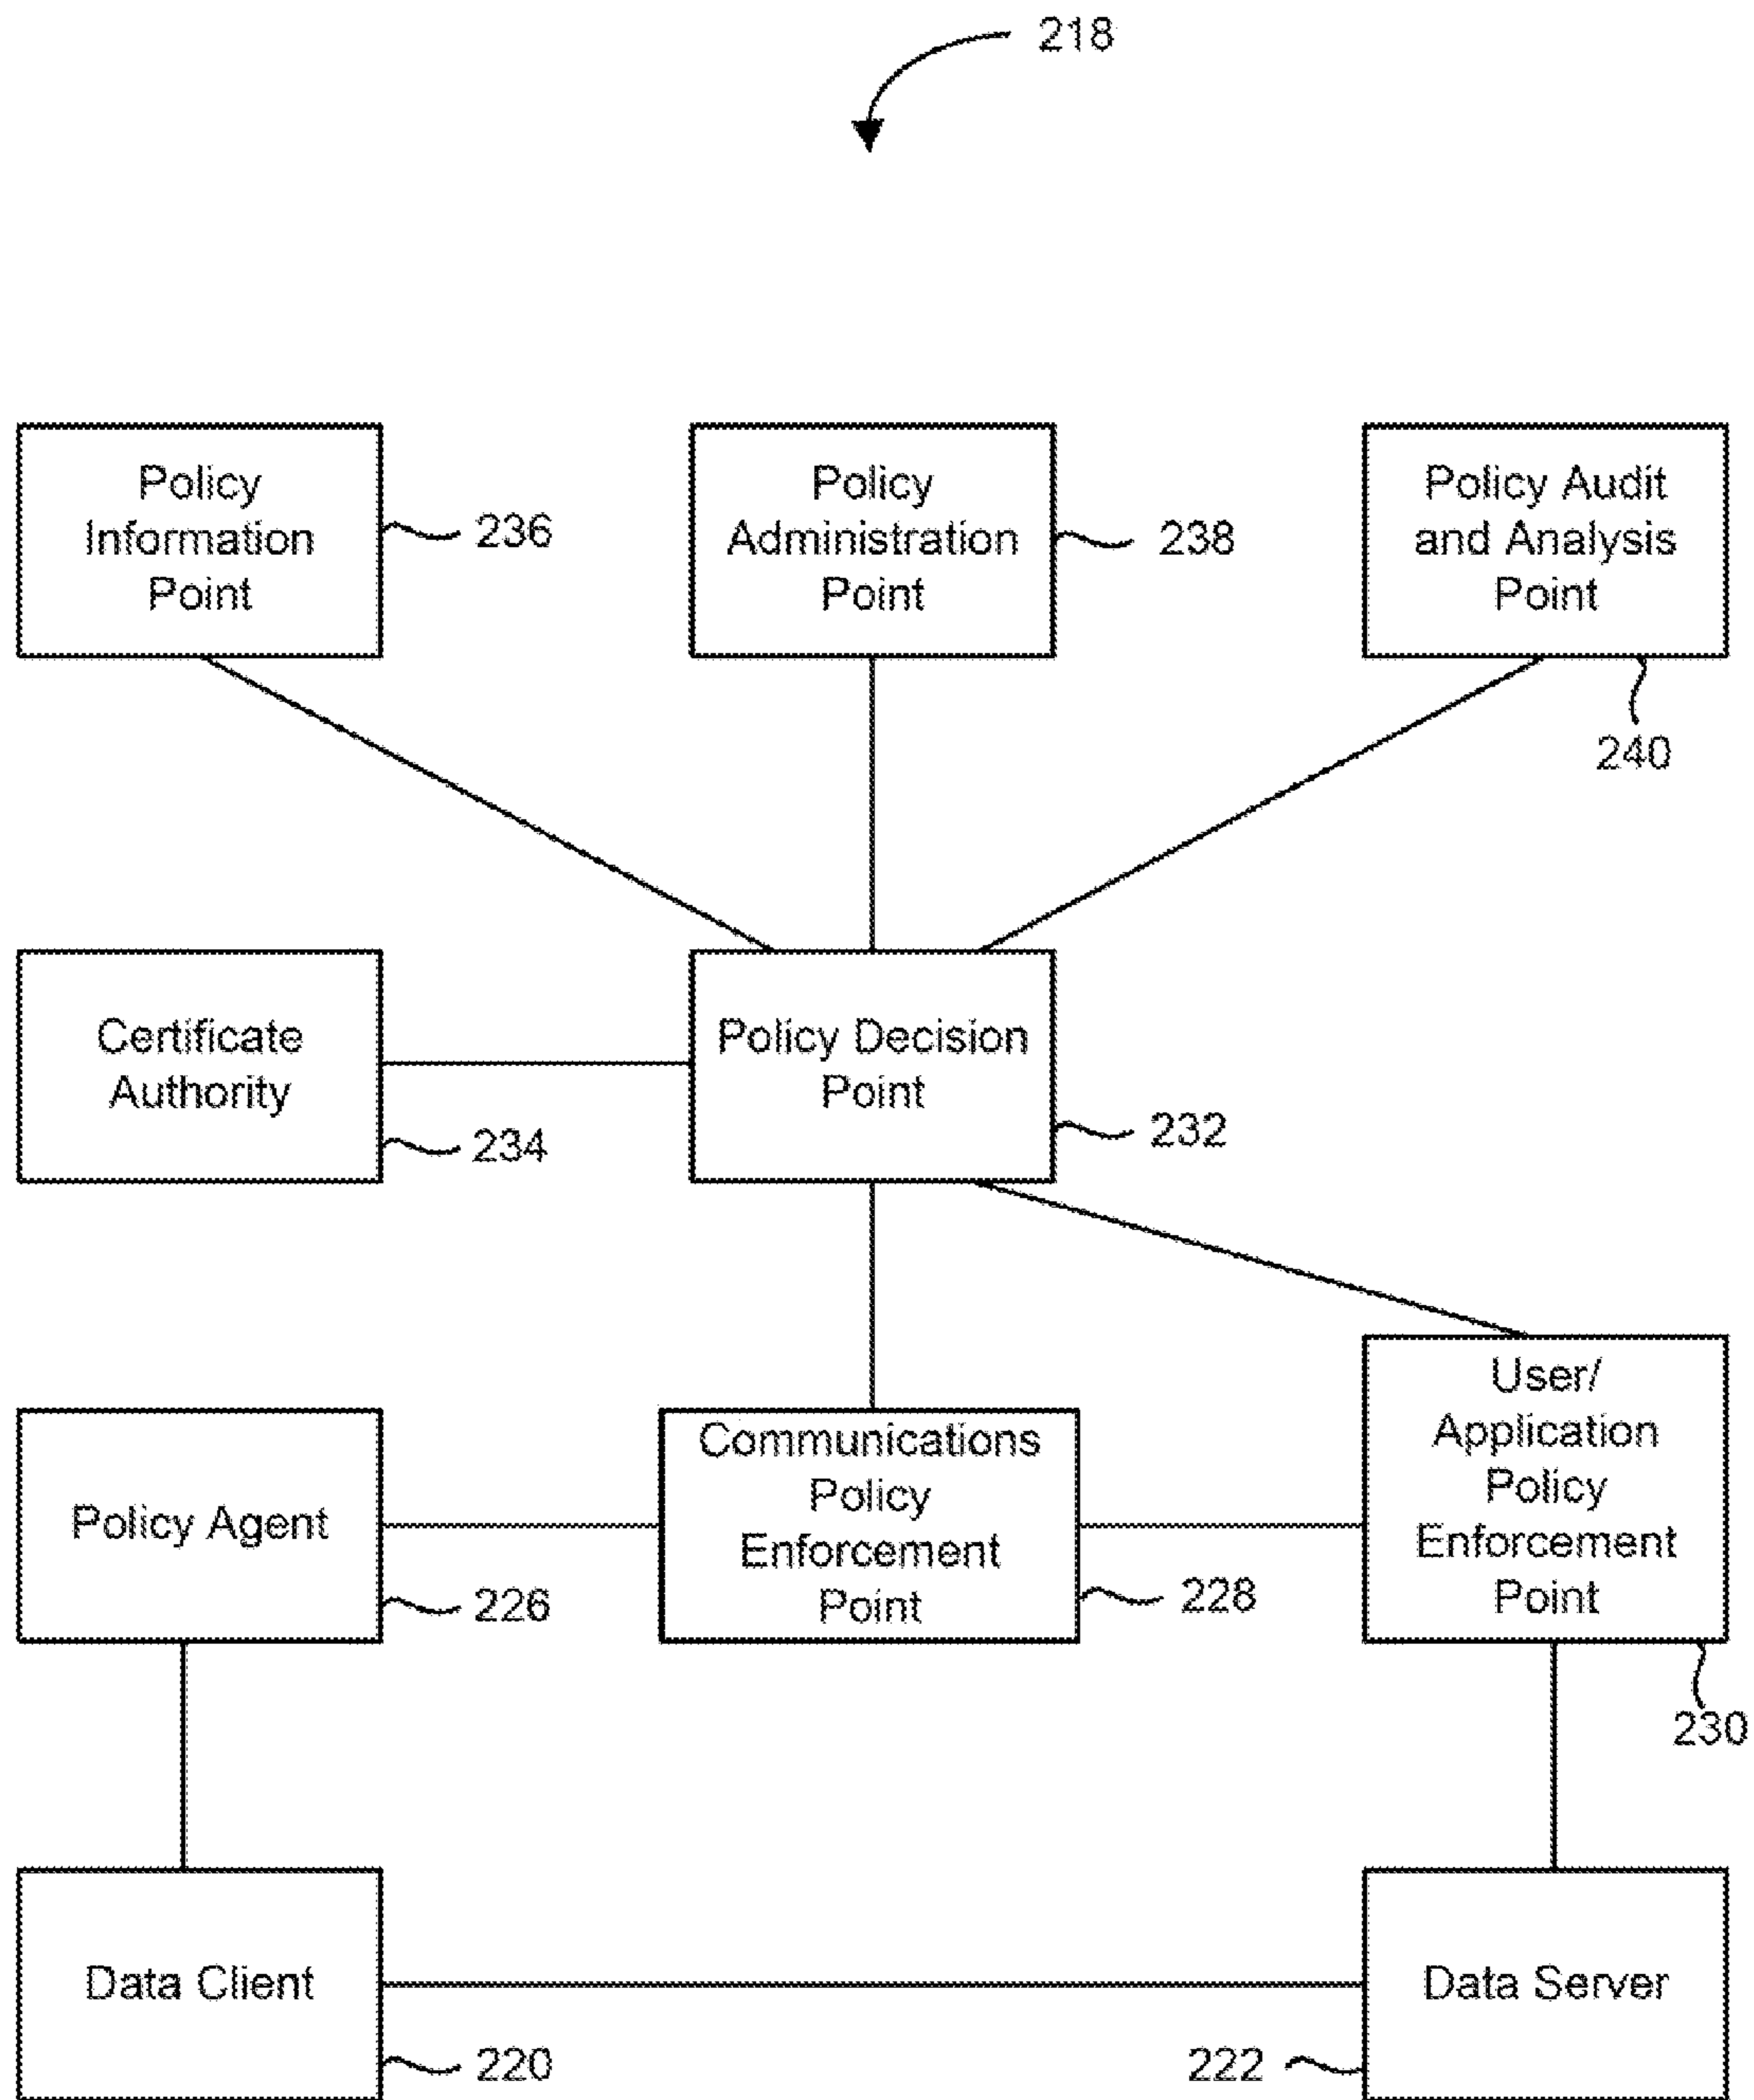 218
Policy
Information
Point
236
Policy
Administration
Point
238
Policy Audit
and Analysis
Point
240
Certificate
Authority
234
Policy Decision
Point
232
Policy Agent
226
Communications
Policy
Enforcement
Point
228
User/
Application
Policy
Enforcement
Point
230
Data Client
220
Data Server
222